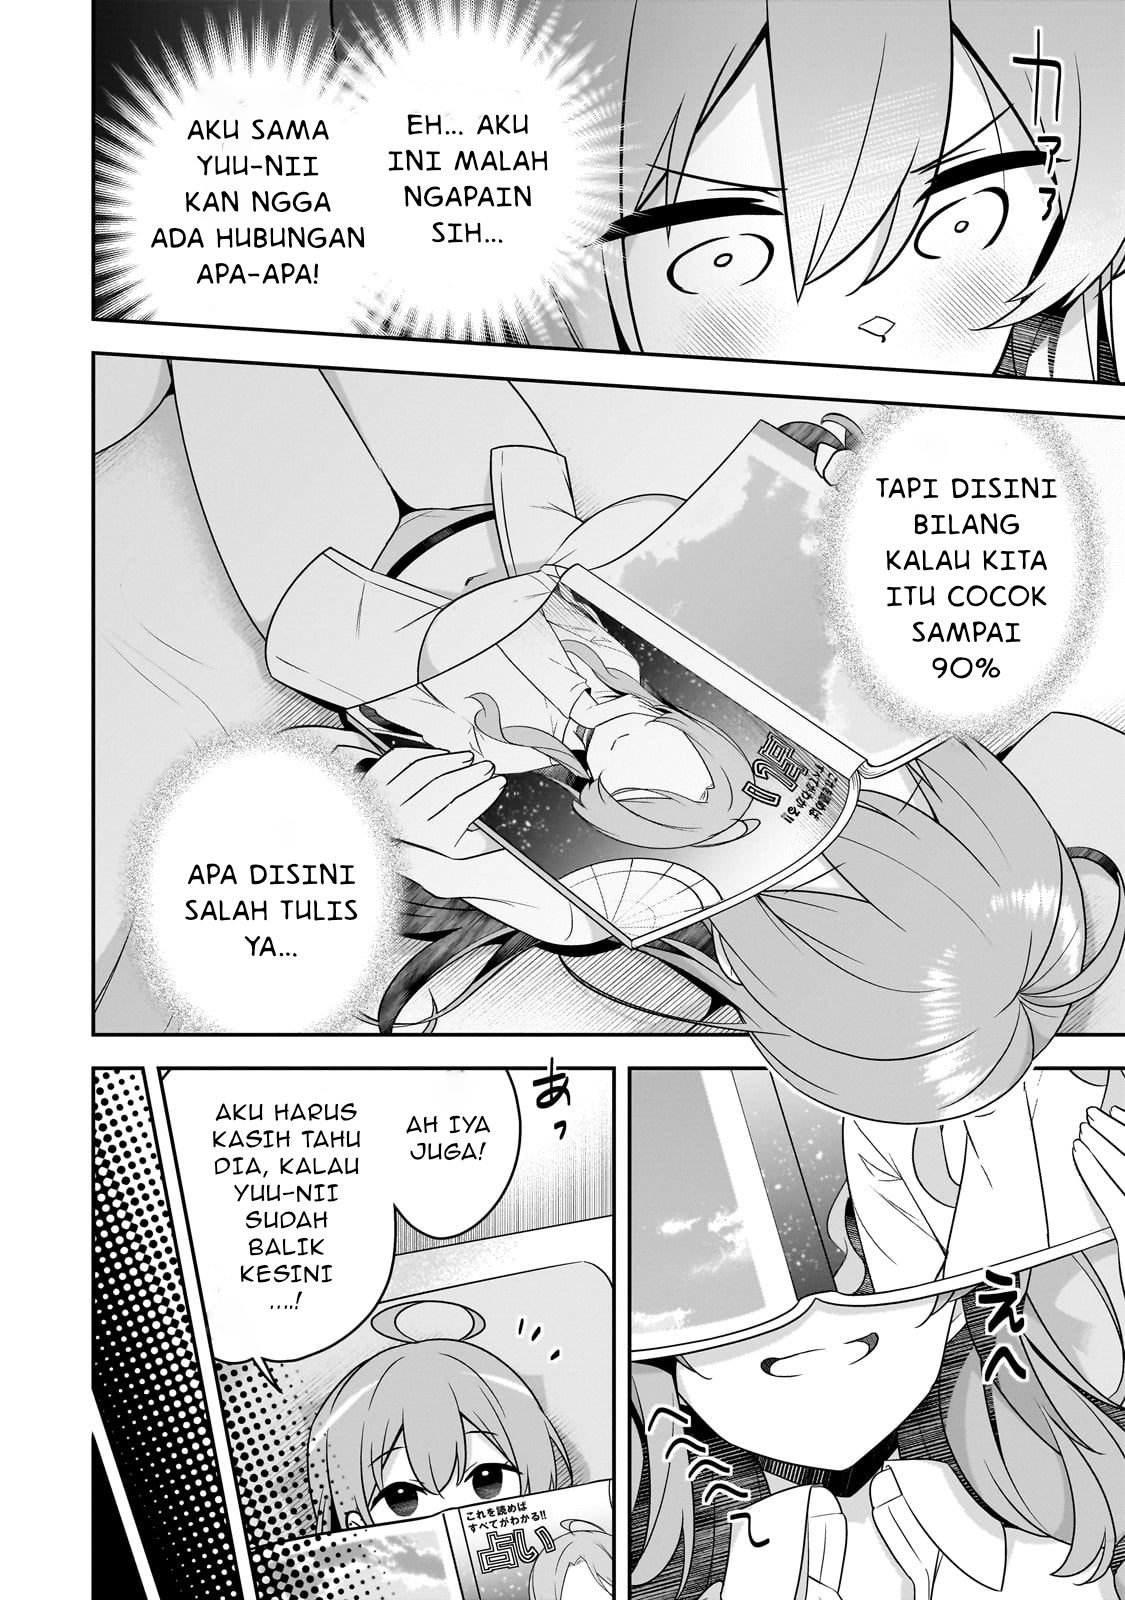 カァァ
EH... AKU
INI MALAH
NGAPAIN
SIH...
AKU SAMA
YUU-NII
KAN NGGA
ADA HUBUNGAN
APA-APA!
TAPI DISINI
BILANG
KALAU KITA
ITU COCOK
SAMPAI
90%
占い
APA DISINI
SALAH TULIS
YA...
えへ
へへへ
あっ
AH IYA
JUGA!
AKU HARUS
KASIH TAHU
DIA, KALAU
YUU-NII
SUDAH
BALIK
KESINI
....!
これを読めば
すべてがわかる!!
占い